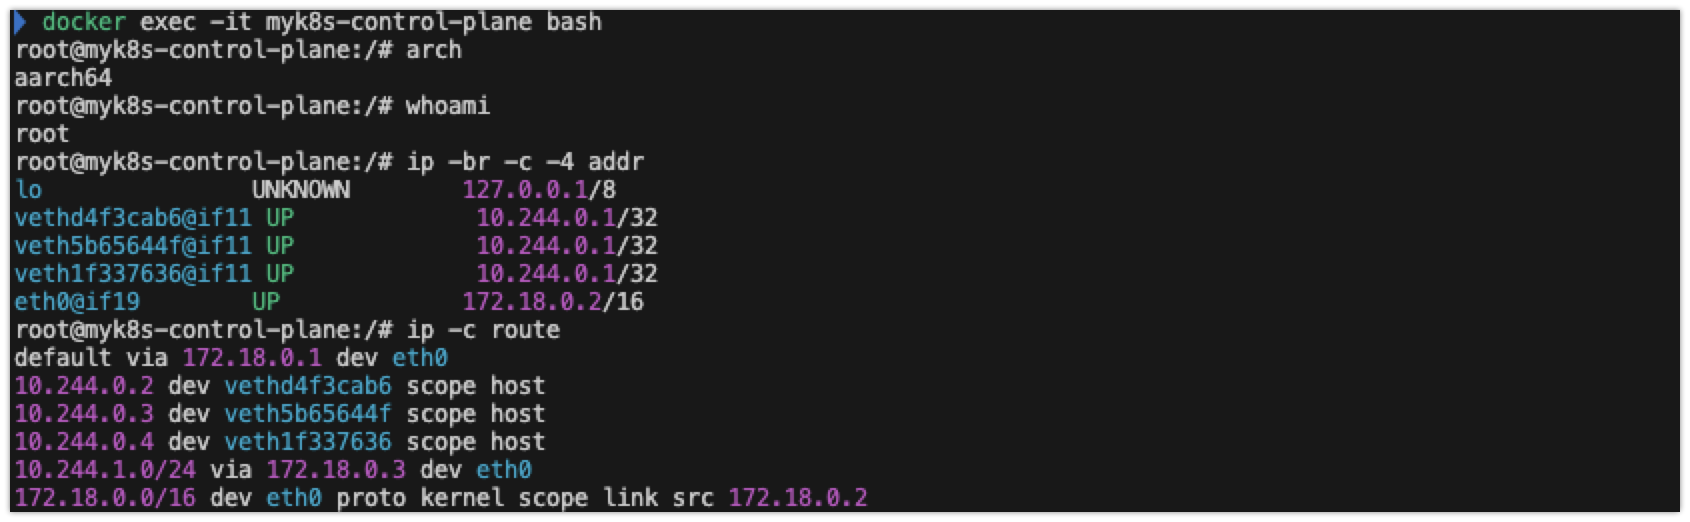 docker exec -it myk8s-control-plane bash
root@myk8s-control-plane:/# arch
aarch64
root@myk8s-control-plane:/# whoami
root
root@myk8s-control-plane:/# ip -br -c -4 addr
lo               UNKNOWN        127.0.0.1/8
vethd4f3cab6@if11 UP             10.244.0.1/32
veth5b65644f@if11 UP             10.244.0.1/32
veth1f337636@if11 UP             10.244.0.1/32
eth0@if19        UP             172.18.0.2/16
root@myk8s-control-plane:/# ip -c route
default via 172.18.0.1 dev eth0
10.244.0.2 dev vethd4f3cab6 scope host
10.244.0.3 dev veth5b65644f scope host
10.244.0.4 dev veth1f337636 scope host
10.244.1.0/24 via 172.18.0.3 dev eth0
172.18.0.0/16 dev eth0 proto kernel scope link src 172.18.0.2